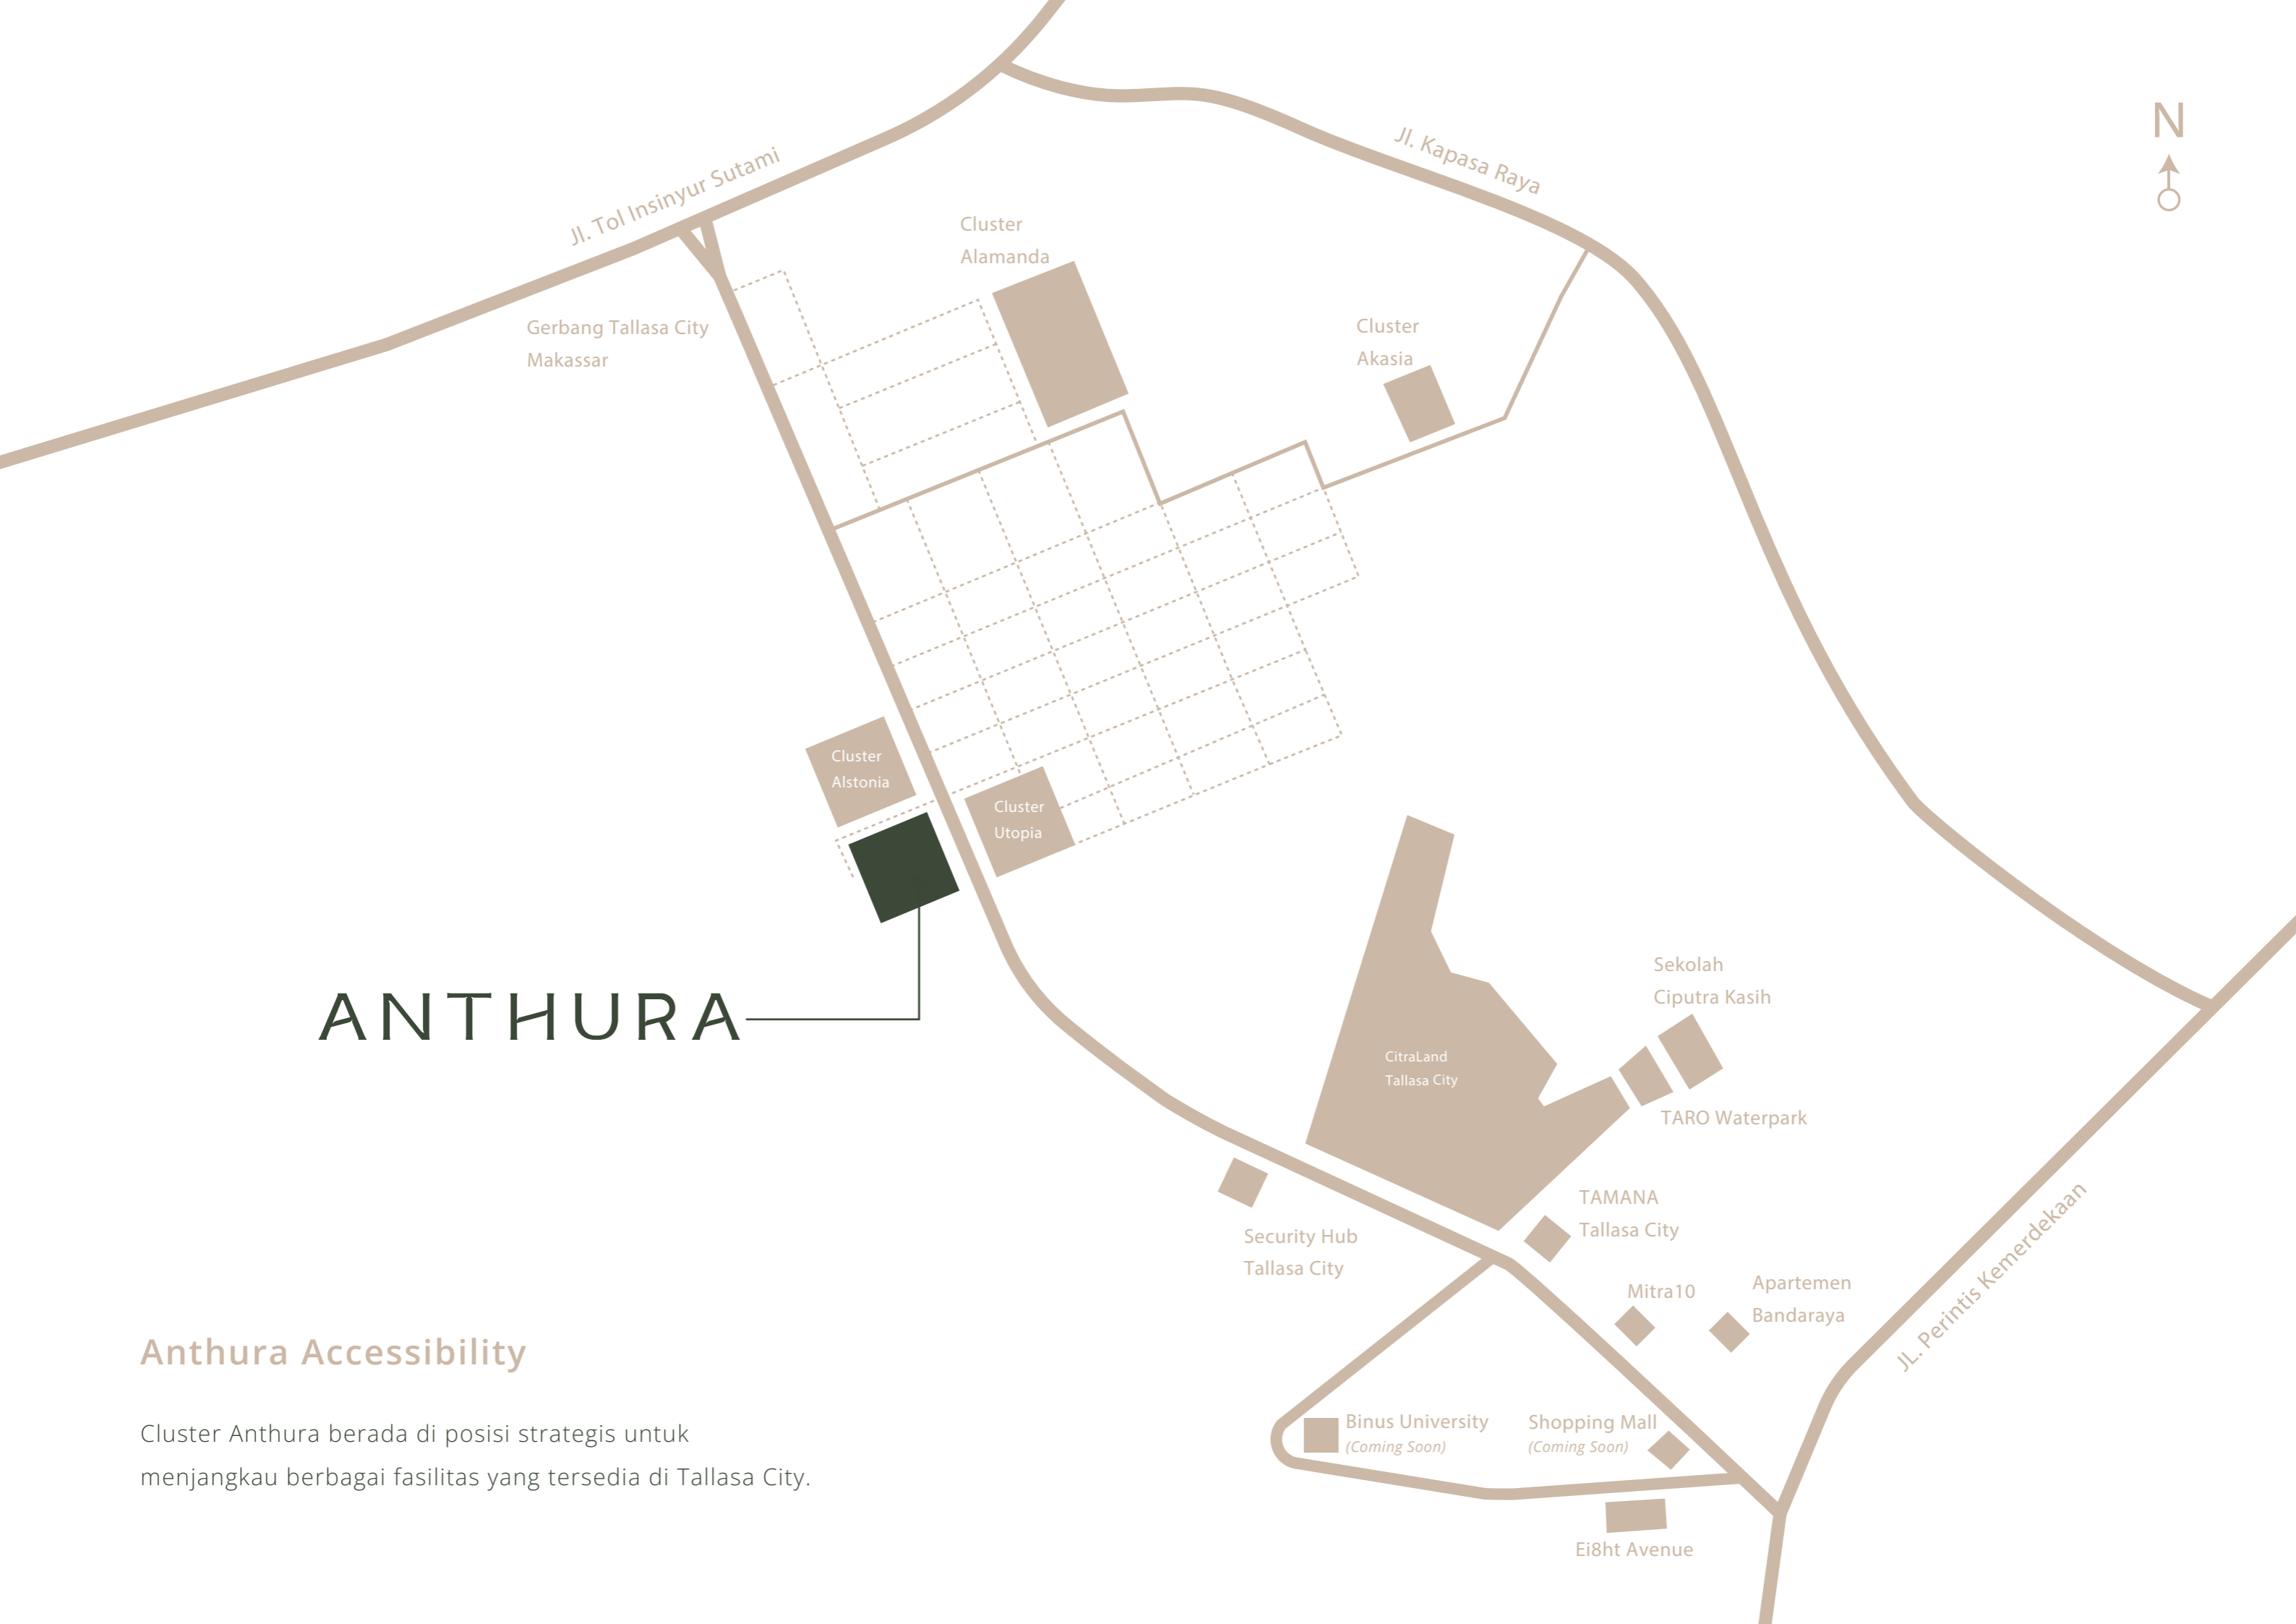 N
Jl. Kapasa Raya
Jl. Tol Insinyur Sutami
Cluster
Alamanda
Gerbang Tallasa City
Makassar
Cluster
Akasia
Cluster
Alstonia
Cluster
Utopia
ANTHURA
Sekolah
Ciputra Kasih
CitraLand
Tallasa City
TARO Waterpark
TAMANA
Tallasa City
Security Hub
Tallasa City
Mitra10
Apartemen
Bandaraya
JL. Perintis Kemerdekaan
Anthura Accessibility
Cluster Anthura berada di posisi strategis untuk
menjangkau berbagai fasilitas yang tersedia di Tallasa City.
Binus University
(Coming Soon)
Shopping Mall
(Coming Soon)
Ei8ht Avenue